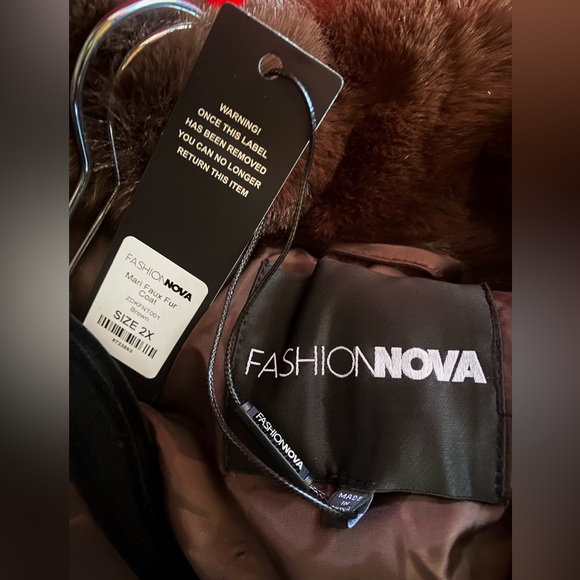 WARNING!
ONCE THIS LABEL
HAS BEEN REMOVED
YOU CAN NO LONGER
RETURN THIS ITEM
FASHIONNOVA
Mari Faux Fur
Coat
ZDKFNT001
Brown
SIZE 2X
FASHIONNOVA
FASHIONNOVA
MADE
IN